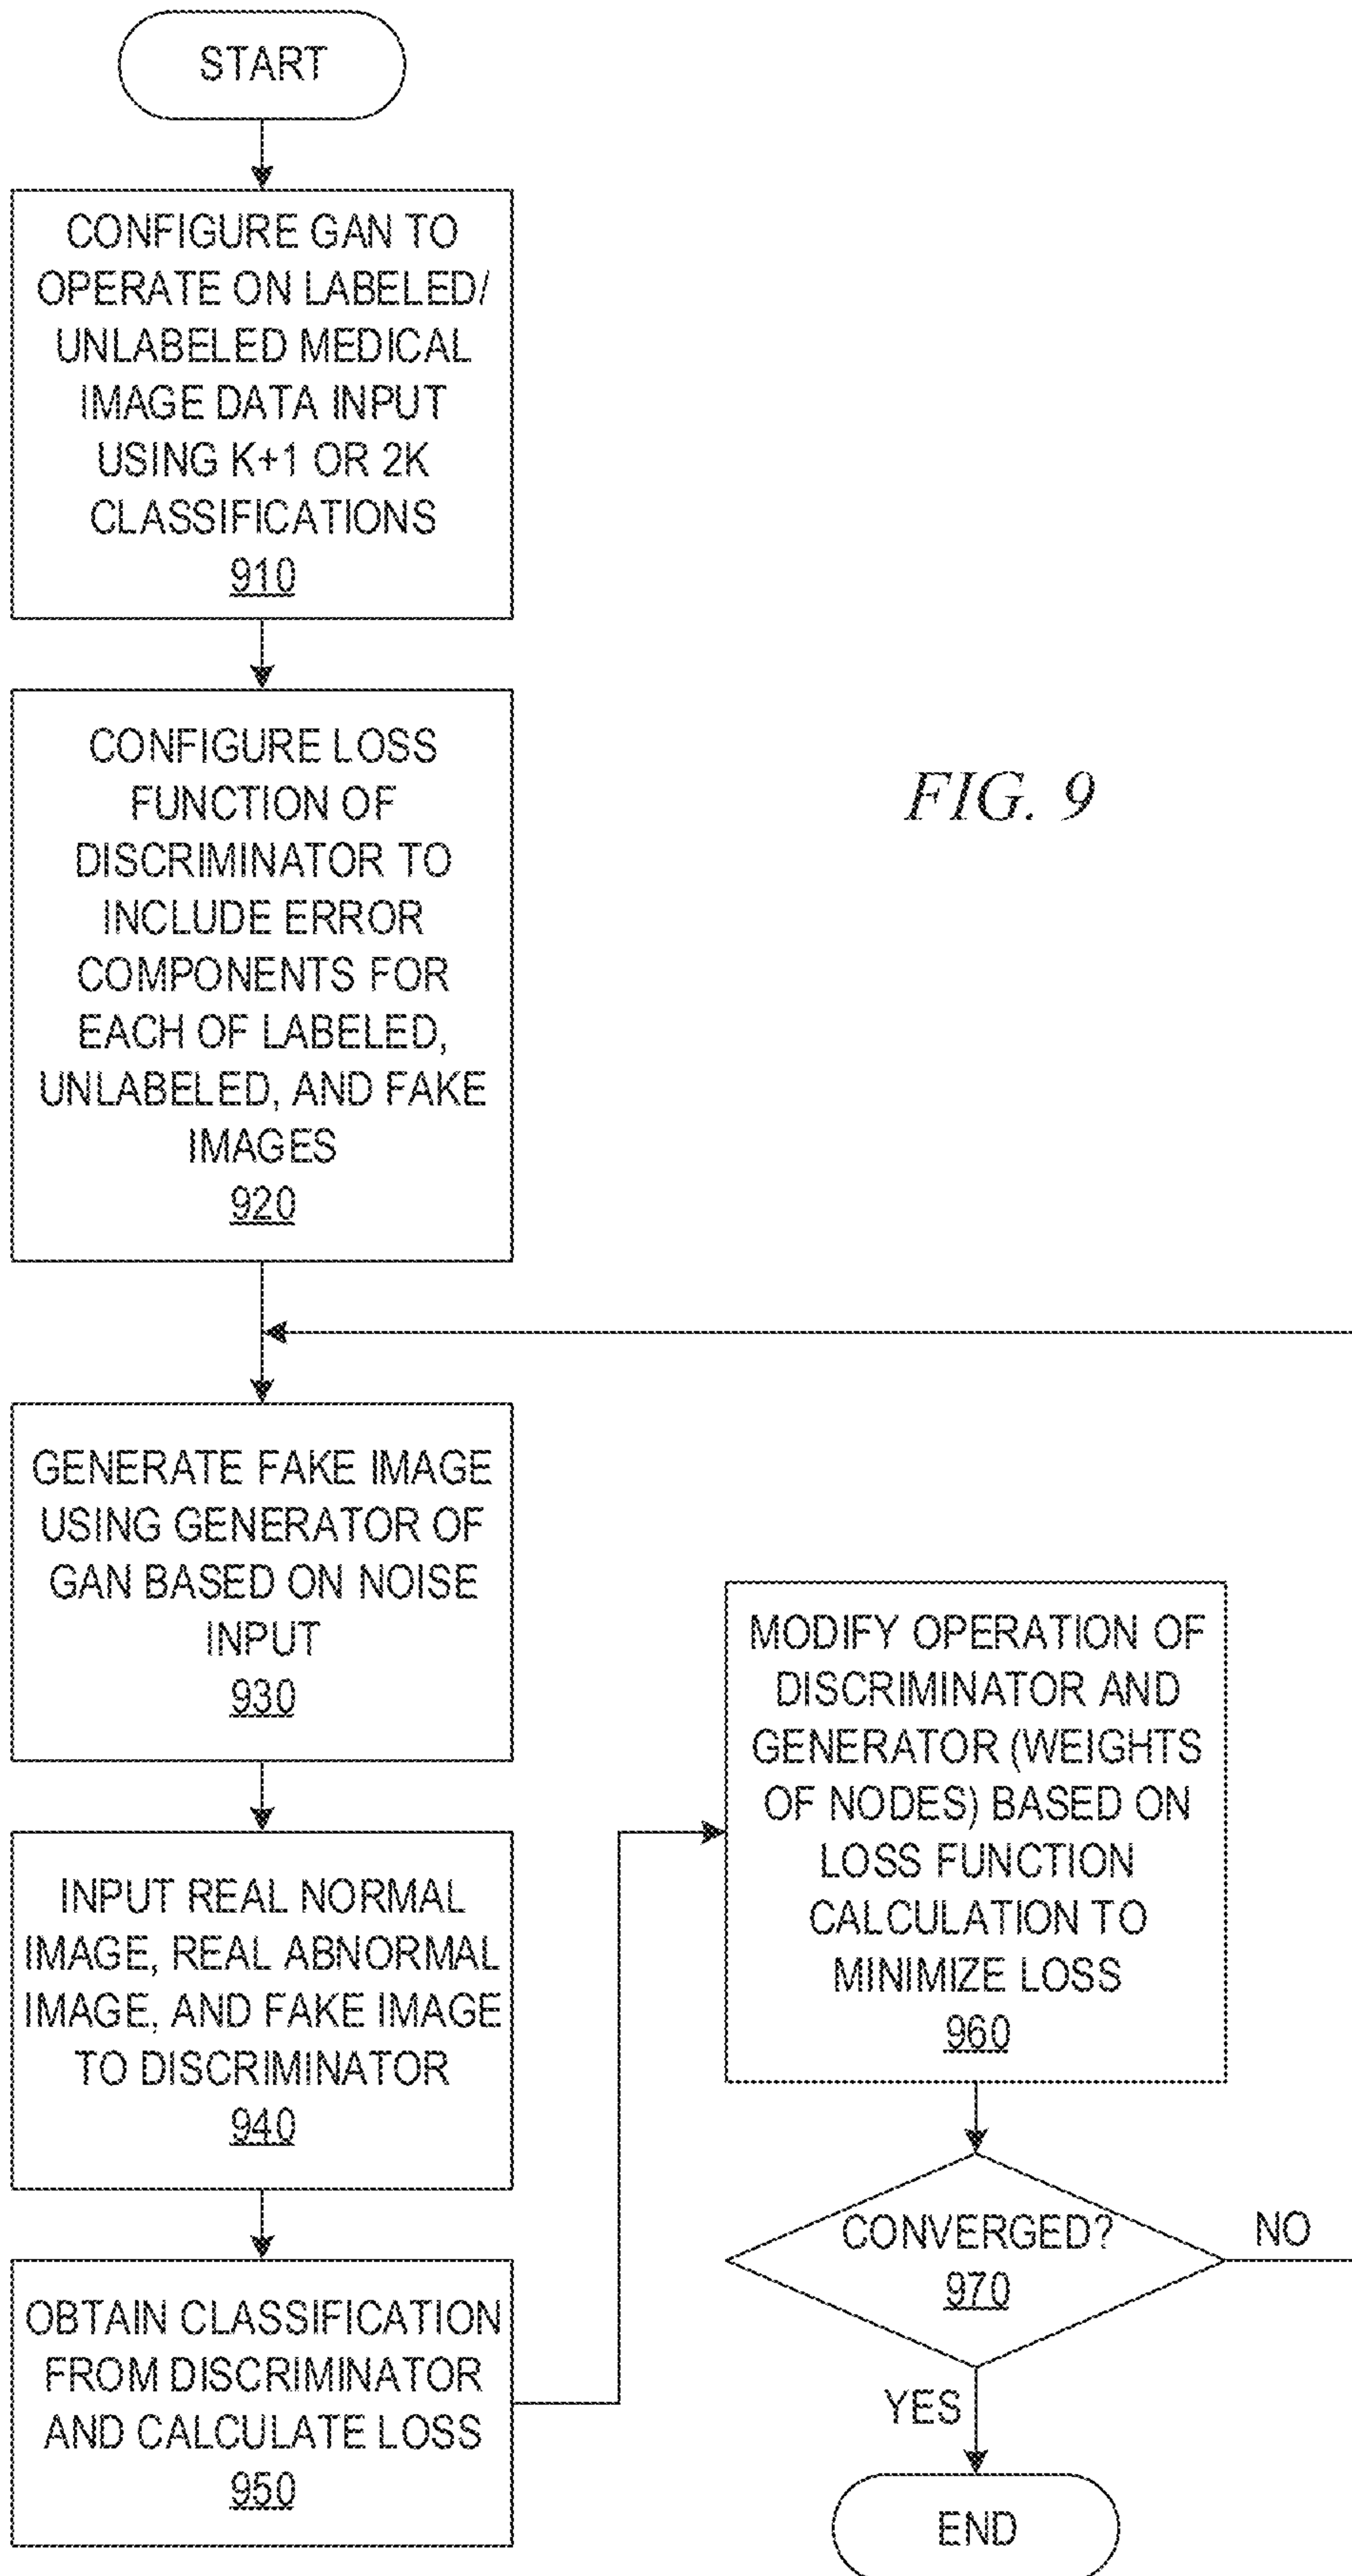 START
CONFIGURE GAN TO
OPERATE ON LABELED/
UNLABELED MEDICAL
IMAGE DATA INPUT
USING K+1 OR 2K
CLASSIFICATIONS
910
CONFIGURE LOSS
FUNCTION OF
DISCRIMINATOR TO
INCLUDE ERROR
COMPONENTS FOR
EACH OF LABELED,
UNLABELED, AND FAKE
IMAGES
920
FIG. 9
GENERATE FAKE IMAGE
USING GENERATOR OF
GAN BASED ON NOISE
INPUT
930
INPUT REAL NORMAL
IMAGE, REAL ABNORMAL
IMAGE, AND FAKE IMAGE
TO DISCRIMINATOR
940
OBTAIN CLASSIFICATION
FROM DISCRIMINATOR
AND CALCULATE LOSS
950
MODIFY OPERATION OF
DISCRIMINATOR AND
GENERATOR (WEIGHTS
OF NODES) BASED ON
LOSS FUNCTION
CALCULATION TO
MINIMIZE LOSS
960
CONVERGED?
970
NO
YES
END